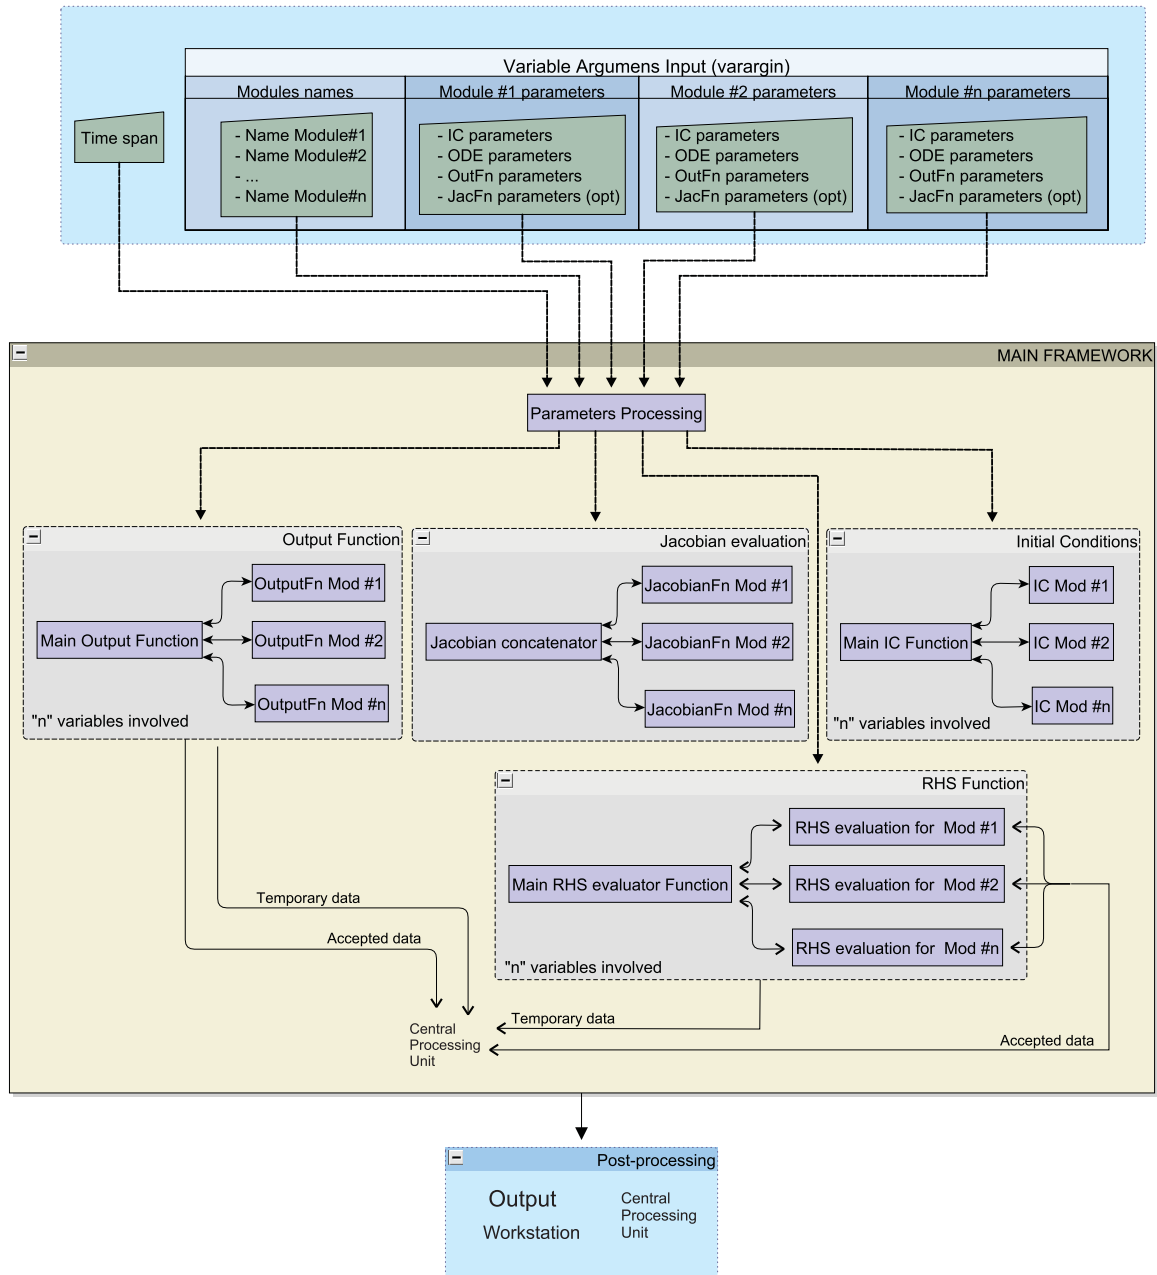 Variable Argumens Input (varargin)
Modules names
Module #1 parameters
Module #2 parameters
Module #n parameters
Time span
- Name Module#1
- Name Module#2
- ...
- Name Module#n
- IC parameters
- ODE parameters
- OutFn parameters
- JacFn parameters (opt)
- IC parameters
- ODE parameters
- OutFn parameters
- JacFn parameters (opt)
- IC parameters
- ODE parameters
- OutFn parameters
- JacFn parameters (opt)
MAIN FRAMEWORK
Parameters Processing
Output Function
OutputFn Mod #1
Main Output Function
OutputFn Mod #2
OutputFn Mod #n
"n" variables involved
Jacobian evaluation
JacobianFn Mod #1
Jacobian concatenator
JacobianFn Mod #2
JacobianFn Mod #n
Initial Conditions
IC Mod #1
Main IC Function
IC Mod #2
IC Mod #n
"n" variables involved
RHS Function
RHS evaluation for  Mod #1
Main RHS evaluator Function
RHS evaluation for  Mod #2
RHS evaluation for  Mod #n
"n" variables involved
Temporary data
Accepted data
Temporary data
Accepted data
Central
Processing
Unit
Post-processing
Output
Workstation
Central
Processing
Unit